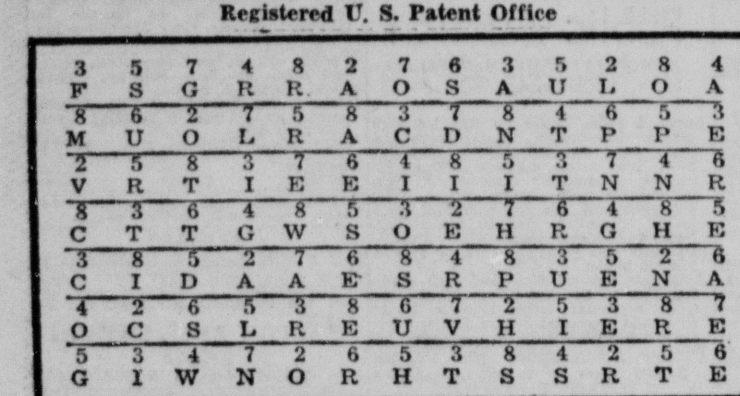 Registered U. S. Patent Office
3 5 7 4 8 2 7 6 3 5 2 8 4
F S G R R A O S A U L O A
8 6 2 7 5 8 3 7 8 4 6 5 3
M U O L R A C D N T P P E
2 5 8 3 7 6 4 8 5 3 7 4 6
V R T I E E I I I T N N R
8 3 6 4 8 5 3 2 7 6 4 8 5
C T T G W S O E H R G H E
3 8 5 2 7 6 8 4 8 3 5 2 6
C I D A A E S R P U E N A
4 2 6 5 3 8 6 7 2 5 3 8 7
O C S L R E U V H I E R E
5 3 4 7 2 6 5 3 8 4 2 5 6
G I W N O R H T S S R T E